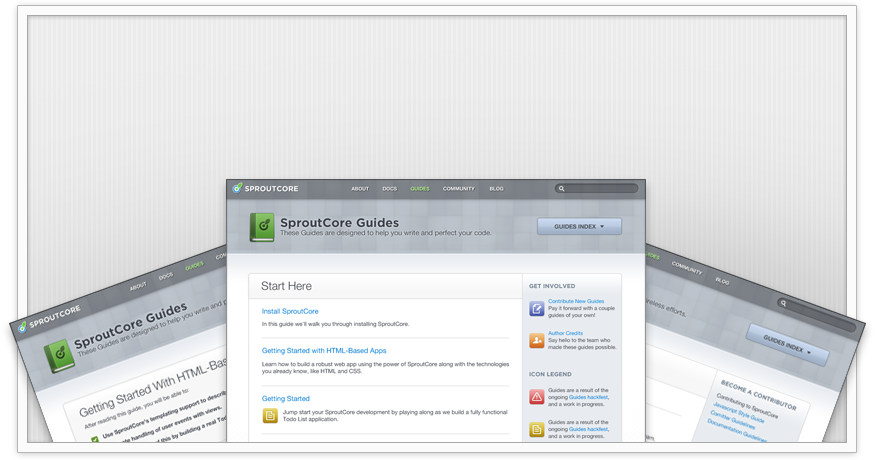 SPROUTCORE
ABOUT DOCS GUIDES COMMUNITY BLOG
SproutCore Guides
These Guides are designed to help you write and perfect your code.
GUIDES INDEX
Start Here
Install SproutCore
In this guide we'll walk you through installing SproutCore.
Getting Started with HTML-Based Apps
Learn how to build a robust web app using the power of SproutCore along with the technologies
you already know, like HTML and CSS.
Getting Started
Jump start your SproutCore development by playing along as we build a fully functional
Todo List application.
GET INVOLVED
Contribute New Guides
Pay it forward with a couple
guides of your own!
Author Credits
Say hello to the team who
made these guides possible.
ICON LEGEND
Guides are a result of the
ongoing Guides hackfest,
and a work in progress.
Guides are a result of the
ongoing Guides hackfest,
and a work in progress.
SPROUTCORE
ABOUT DOCS GUIDES
SproutCore Guides
These Guides are designed to help you write and
Getting Started With HTML-Based
After reading this guide, you will be able to:
Use SproutCore's templating support to
handling of user events with views.
this by building a real
COMMUNITY BLOG
efforts.
GUIDES INDEX
BECOME A CONTRIBUTOR
Contributing to SproutCore
Javascript Style Guide
Comitter Guidelines
Documentation Guidelines